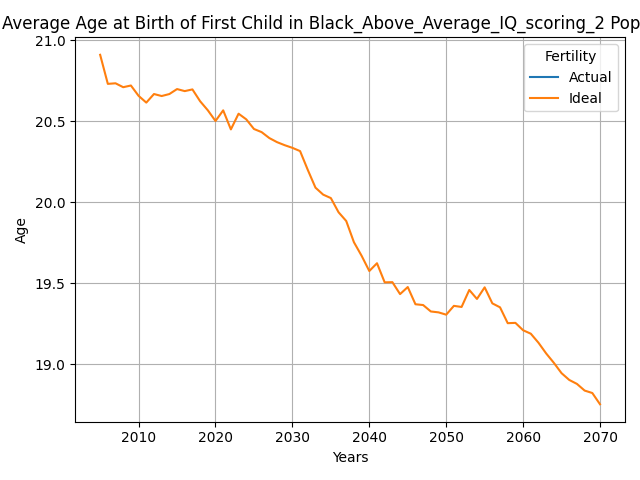 Average Age at Birth of First Child in Black_Above_Average_IQ_scoring_2 Pop
21.0
20.5
20.0
19.5
19.0
Age
Fertility
Actual
Ideal
2010 2020 2030 2040 2050 2060 2070
Years